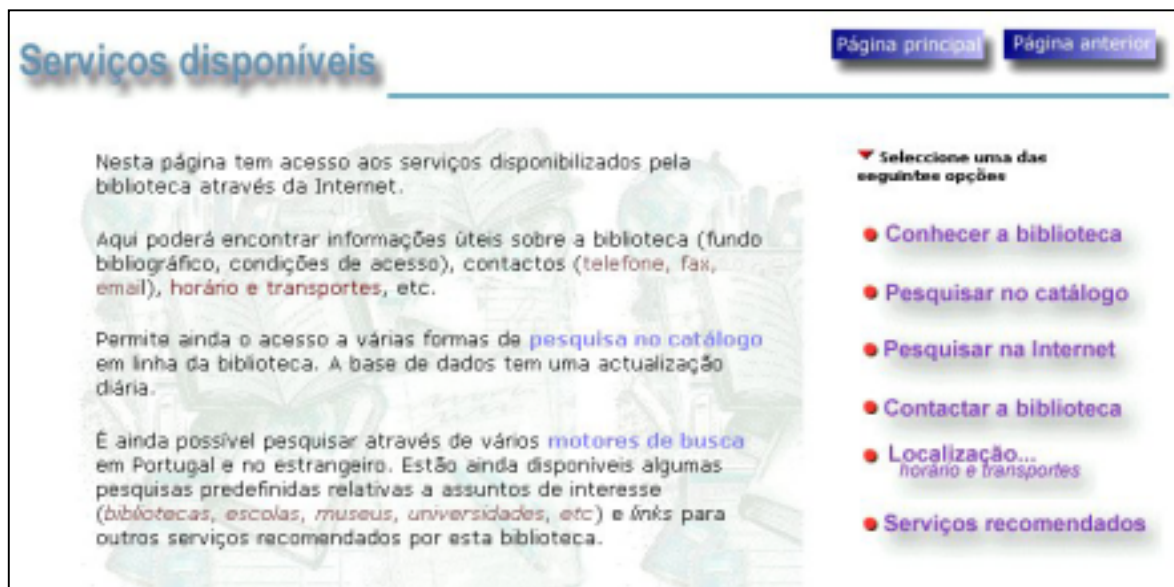 Serviços disponíveis
Página principal
Página anterior
Nesta página tem acesso aos serviços disponibilizados pela
biblioteca através da Internet.
Aqui poderá encontrar informações úteis sobre a biblioteca (fundo
bibliográfico, condições de acesso), contactos (telefone, fax,
email), horário e transportes, etc.
Permite ainda o acesso a várias formas de pesquisa no catálogo
em linha da biblioteca. A base de dados tem uma actualização
diária.
É ainda possível pesquisar através de vários motores de busca
em Portugal e no estrangeiro. Estão ainda disponíveis algumas
pesquisas predefinidas relativas a assuntos de interesse
(bibliotecas, escolas, museus, universidades, etc) e links para
outros serviços recomendados por esta biblioteca.
Seleccione uma das
seguintes opções
Conhecer a biblioteca
Pesquisar no catálogo
Pesquisar na Internet
Contactar a biblioteca
Localização...
horário e transportes
Serviços recomendados